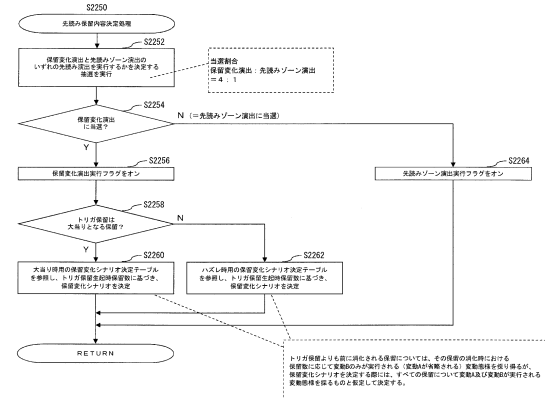 S2250
先読み保留内容決定処理
S2252
保留変化演出と先読みゾーン演出の
いずれの先読み演出を実行するかを決定する
抽選を実行
当選割合
保留変化演出：先読みゾーン演出
＝４：１
S2254
保留変化演出
に当選？
N（＝先読みゾーン演出に当選）
Y
S2256
保留変化演出実行フラグをオン
S2264
先読みゾーン演出実行フラグをオン
S2258
トリガ保留は
大当りとなる保留？
N
Y
S2260
大当り時用の保留変化シナリオ決定テーブル
を参照し、トリガ保留生起時保留数に基づき、
保留変化シナリオを決定
S2262
ハズレ時用の保留変化シナリオ決定テーブル
を参照し、トリガ保留生起時保留数に基づき、
保留変化シナリオを決定
RETURN
トリガ保留よりも前に消化される保留については、その保留の消化時における
保留数に応じて変動Bのみが実行される（変動Aが省略される）変動態様を採り得るが、
保留変化シナリオを決定する際には、すべての保留について変動A及び変動Bが実行される
変動態様を採るものと仮定して決定する。